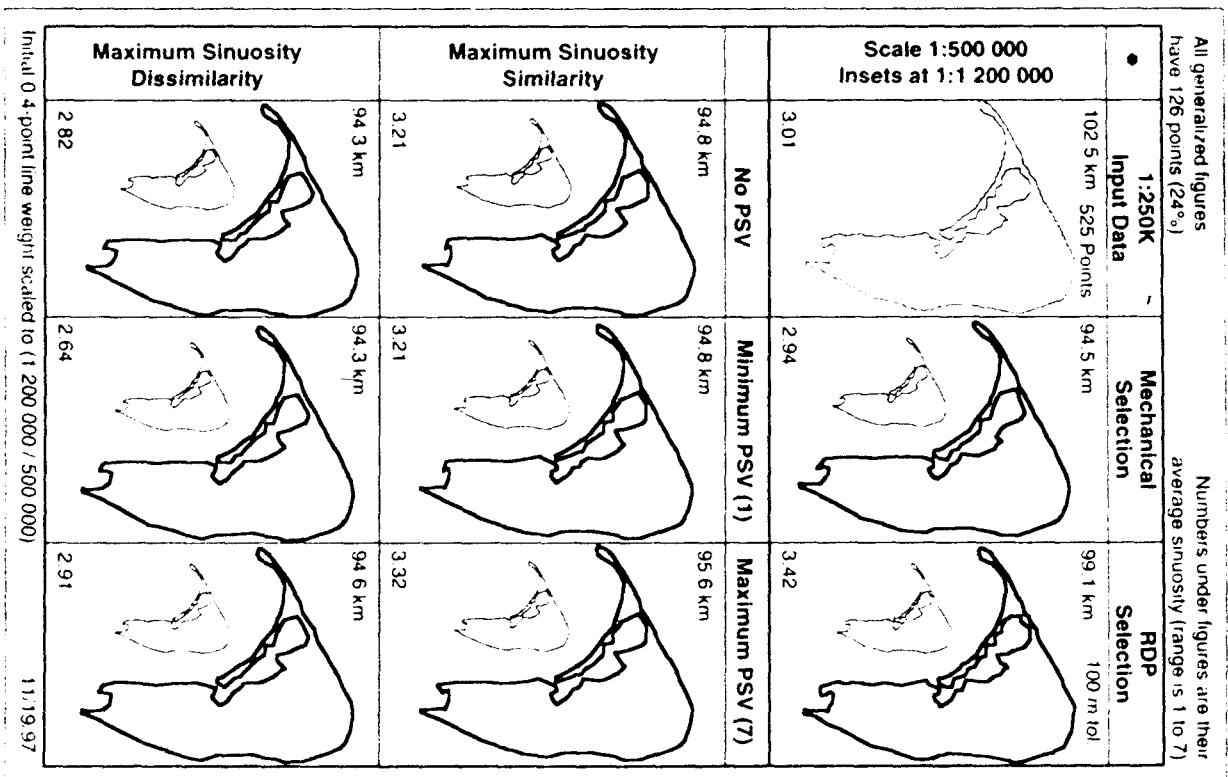 All generalized figures
have 126 points (24%)
Numbers under figures are their
average sinuosity (range is 1 to 7)
Scale 1:500 000
Insets at 1:1 200 000
1:250K
Input Data
Mechanical
Selection
RDP
Selection
102.5 km 525 Points
94.5 km
99.1 km 100 m tol.
3.01
2.94
3.42
No PSV
Minimum PSV (1)
Maximum PSV (7)
Maximum Sinuosity
Similarity
94.8 km
94.8 km
95.6 km
3.21
3.21
3.32
Maximum Sinuosity
Dissimilarity
94.3 km
94.3 km
94.6 km
2.82
2.64
2.91
Initial 0.4-point line weight scaled to (1 200 000 / 500 000)
11.19.97